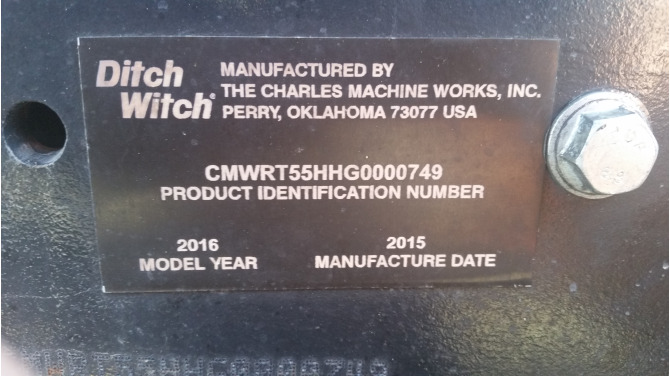 Ditch
Witch®
MANUFACTURED BY
THE CHARLES MACHINE WORKS, INC.
PERRY, OKLAHOMA 73077 USA
CMWRT55HHG0000749
PRODUCT IDENTIFICATION NUMBER
2016
MODEL YEAR
2015
MANUFACTURE DATE